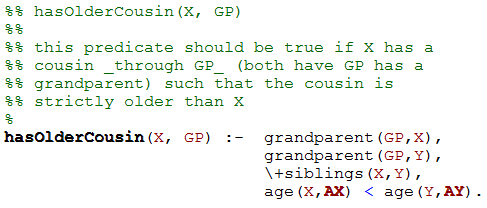 %% hasOlderCousin(X, GP)
%%
%% this predicate should be true if X has a
%% cousin _through GP_ (both have GP has a
%% grandparent) such that the cousin is
%% strictly older than X
%
hasOlderCousin(X, GP) :- grandparent(GP,X),
grandparent(GP,Y),
\+siblings(X,Y),
age(X,AX) < age(Y,AY).